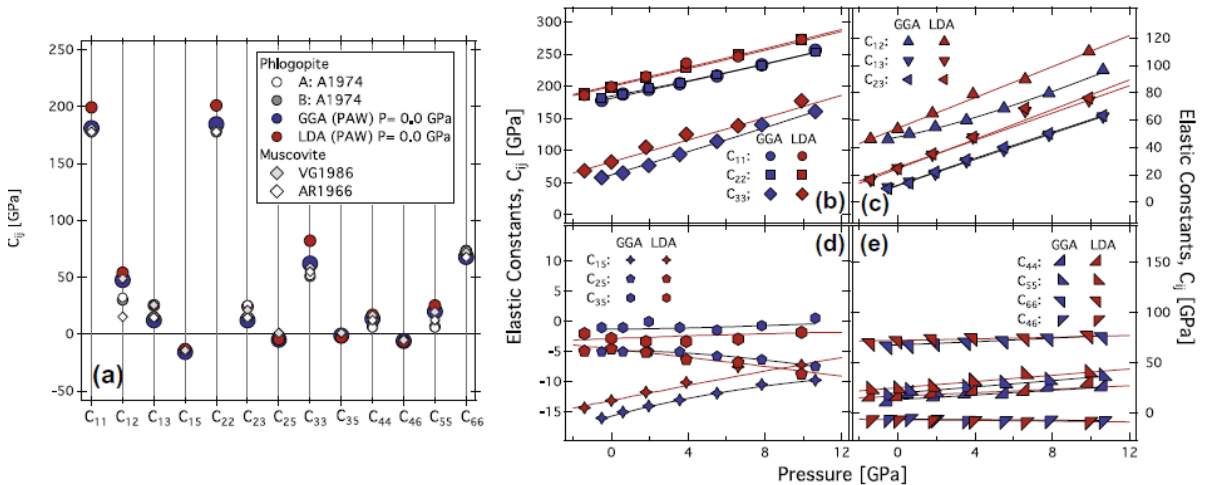 (a)
250
200
150
100
50
0
-50
C_ij [GPa]
C11 C12 C13 C15 C22 C23 C25 C33 C35 C44 C46 C55 C66
Phlogopite
A: A1974
B: A1974
GGA (PAW) P= 0.0 GPa
LDA (PAW) P= 0.0 GPa
Muscovite
VG1986
AR1966
Elastic Constants, Cij [GPa]
300
250
200
150
100
50
0
GGA LDA
C11:
C22:
C33;
(b)
GGA LDA
C12:
C13:
C23:
(c)
120
100
80
60
40
20
0
Elastic Constants, Cij [GPa]
10
5
0
-5
-10
-15
GGA LDA
C15:
C25:
C35:
(d)
(e)
GGA LDA
C44:
C55:
C66:
C46:
150
100
50
0
0 4 8 12
0 4 8 12
Pressure [GPa]